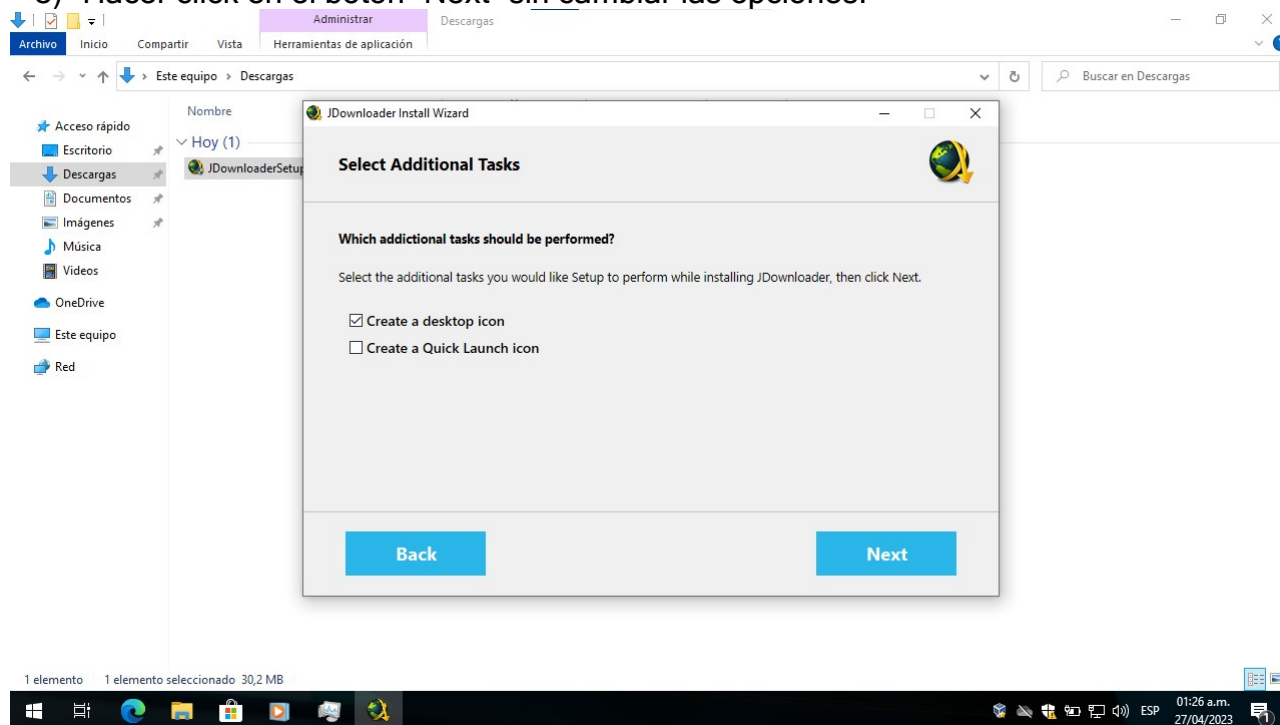 Hacer click en el botón "Next" sin cambiar las opciones.
Administrar
Descargas
Archivo Inicio Compartir Vista Herramientas de aplicación
Este equipo > Descargas
Buscar en Descargas
Nombre
Acceso rápido
Hoy (1)
Escritorio
JDownloaderSetup
Descargas
Documentos
Imágenes
Música
Videos
OneDrive
Este equipo
Red
JDownloader Install Wizard
Select Additional Tasks
Which addictional tasks should be performed?
Select the additional tasks you would like Setup to perform while installing JDownloader, then click Next.
Create a desktop icon
Create a Quick Launch icon
Back Next
1 elemento 1 elemento seleccionado 30,2 MB
ESP
01:26 a.m.
27/04/2023